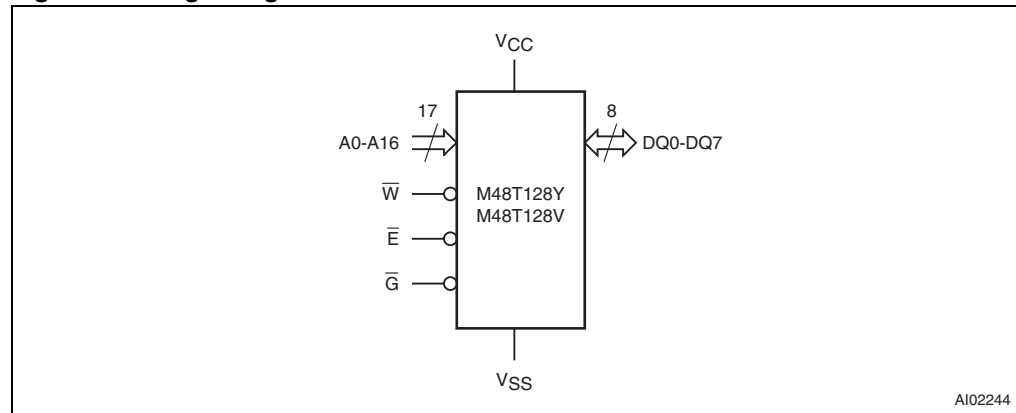 VCC
17
8
A0-A16
DQ0-DQ7
W̅
M48T128Y
M48T128V
E̅
G̅
VSS
AI02244